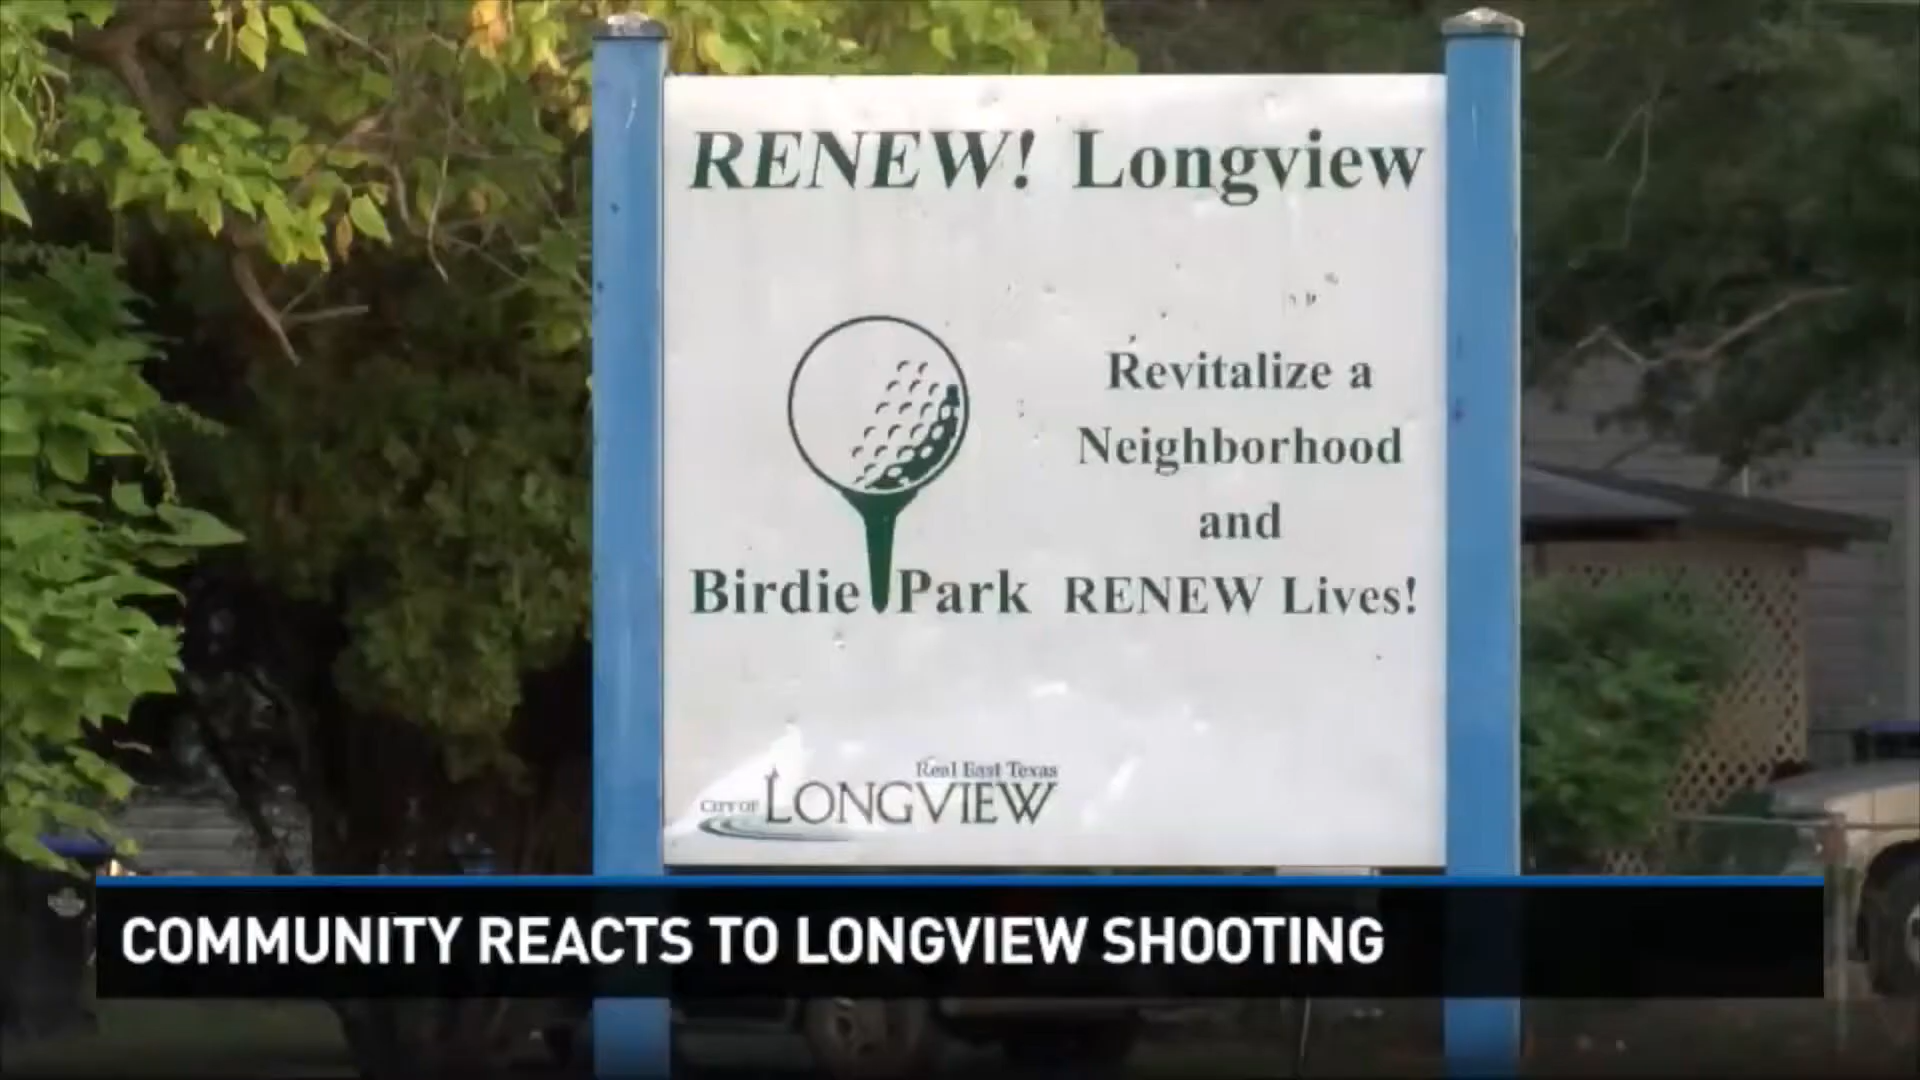 RENEW! Longview
Revitalize a
Neighborhood
and
RENEW Lives!
Birdie Park
Real East Texas
CITY OF LONGVIEW
COMMUNITY REACTS TO LONGVIEW SHOOTING